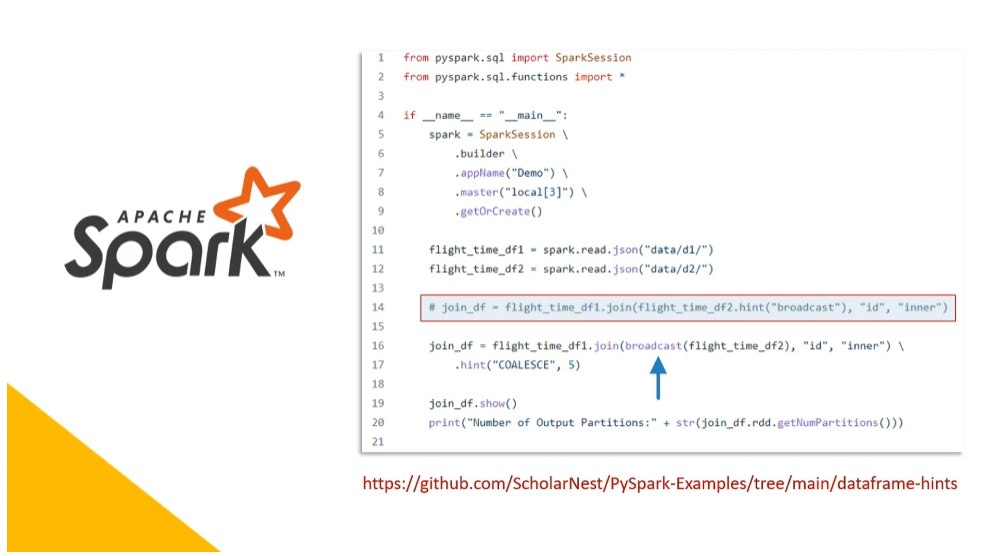 APACHE
Spark™
1 from pyspark.sql import SparkSession
2 from pyspark.sql.functions import *
3
4 if __name__ == "__main__":
5     spark = SparkSession \
6         .builder \
7         .appName("Demo") \
8         .master("local[3]") \
9         .getOrCreate()
10
11     flight_time_df1 = spark.read.json("data/d1/")
12     flight_time_df2 = spark.read.json("data/d2/")
13
14     # join_df = flight_time_df1.join(flight_time_df2.hint("broadcast"), "id", "inner")
15
16     join_df = flight_time_df1.join(broadcast(flight_time_df2), "id", "inner") \
17         .hint("COALESCE", 5)
18
19     join_df.show()
20     print("Number of Output Partitions:" + str(join_df.rdd.getNumPartitions()))
21
https://github.com/ScholarNest/PySpark-Examples/tree/main/dataframe-hints